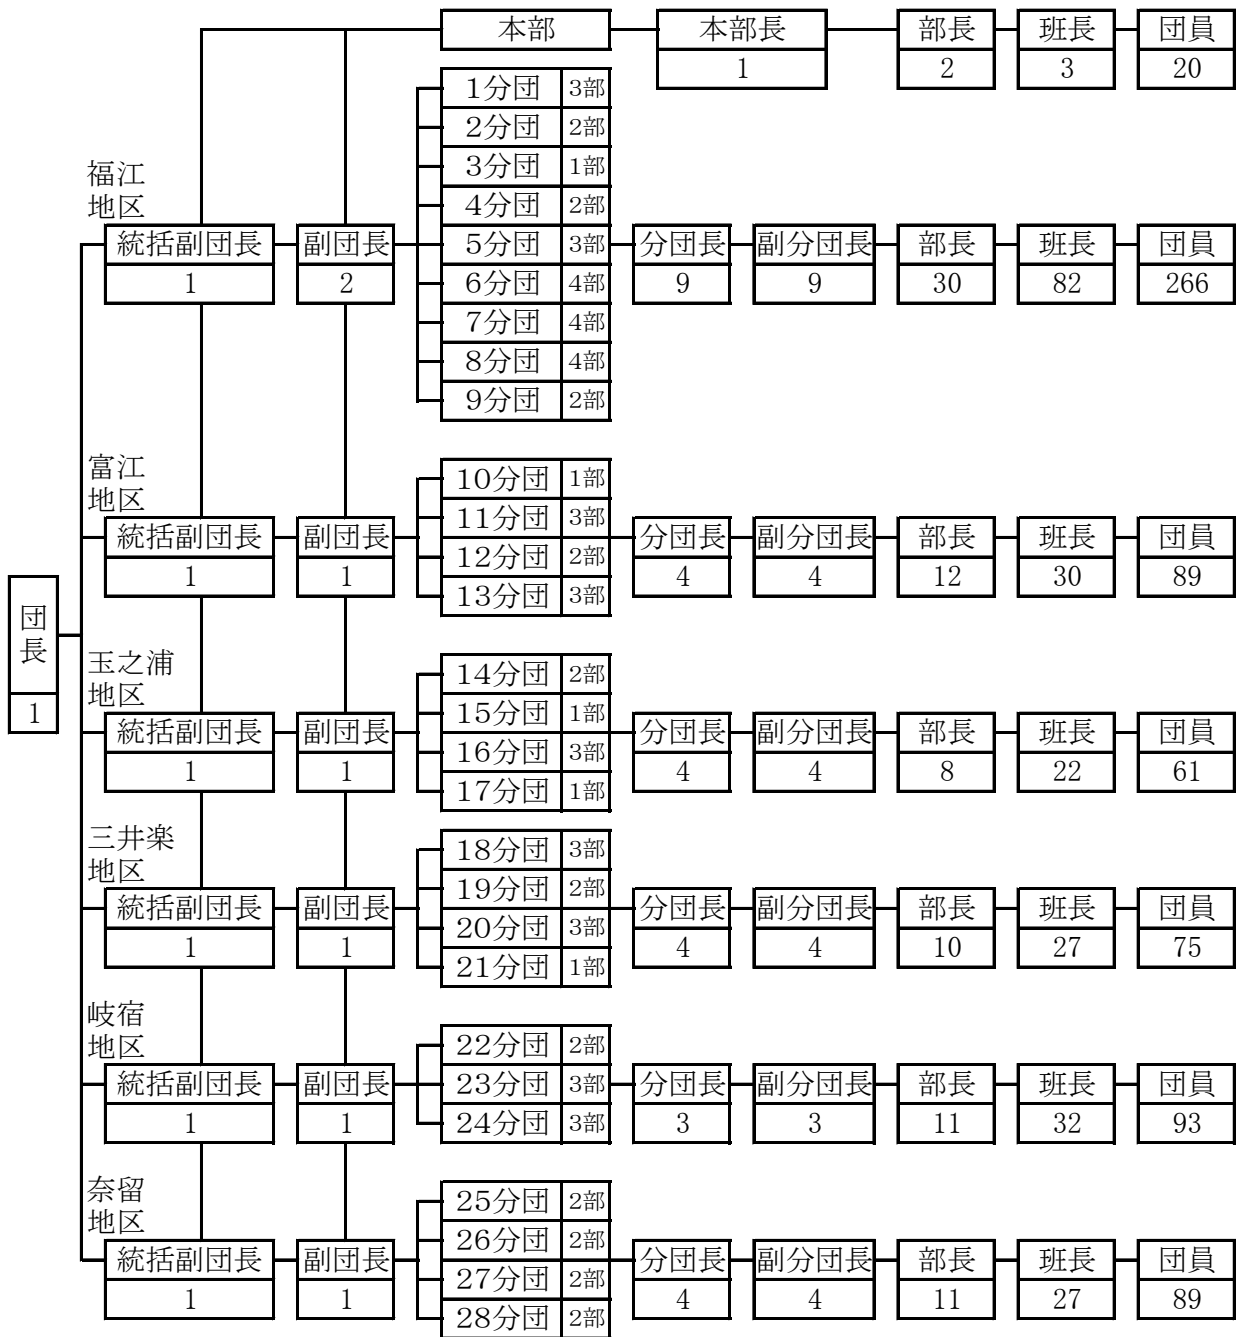 本部 本部長 部長 班長 団員
1 2 3 20
1分団 3部
2分団 2部
3分団 1部
福江
地区
4分団 2部
統括副団長 副団長 5分団 3部 分団長 副分団長 部長 班長 団員
1 2 6分団 4部 9 9 30 82 266
7分団 4部
8分団 4部
9分団 2部
富江
地区
10分団 1部
統括副団長 副団長 11分団 3部 分団長 副分団長 部長 班長 団員
1 1 12分団 2部 4 4 12 30 89
13分団 3部
団長
1
玉之浦
地区
14分団 2部
15分団 1部
統括副団長 副団長 16分団 3部 分団長 副分団長 部長 班長 団員
1 1 17分団 1部 4 4 8 22 61
三井楽
地区
18分団 3部
19分団 2部
統括副団長 副団長 20分団 3部 分団長 副分団長 部長 班長 団員
1 1 21分団 1部 4 4 10 27 75
岐宿
地区
22分団 2部
統括副団長 副団長 23分団 3部 分団長 副分団長 部長 班長 団員
1 1 24分団 3部 3 3 11 32 93
奈留
地区
25分団 2部
26分団 2部
統括副団長 副団長 27分団 2部 分団長 副分団長 部長 班長 団員
1 1 28分団 2部 4 4 11 27 89